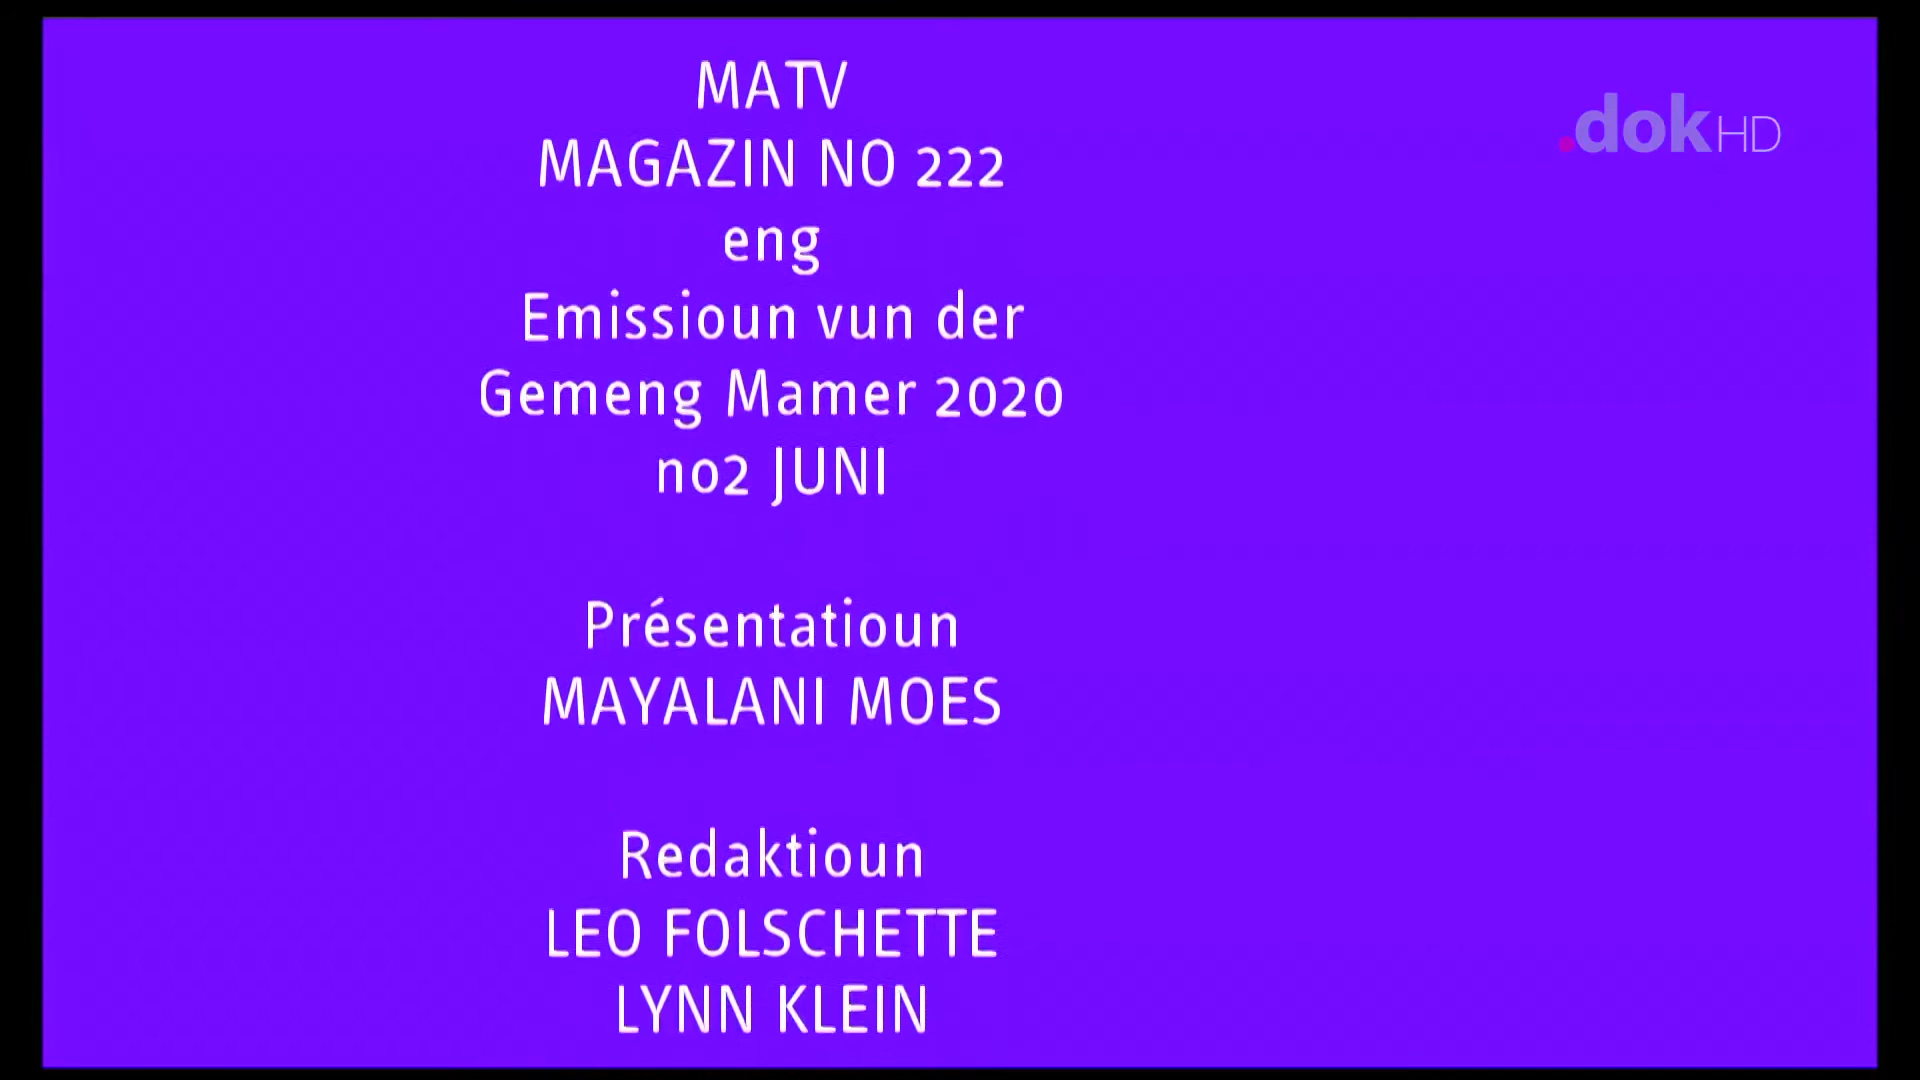 MATV
.dokHD
MAGAZIN NO 222
eng
Emissioun vun der
Gemeng Mamer 2020
no2 JUNI
Présentatioun
MAYALANI MOES
Redaktioun
LEO FOLSCHETTE
LYNN KLEIN